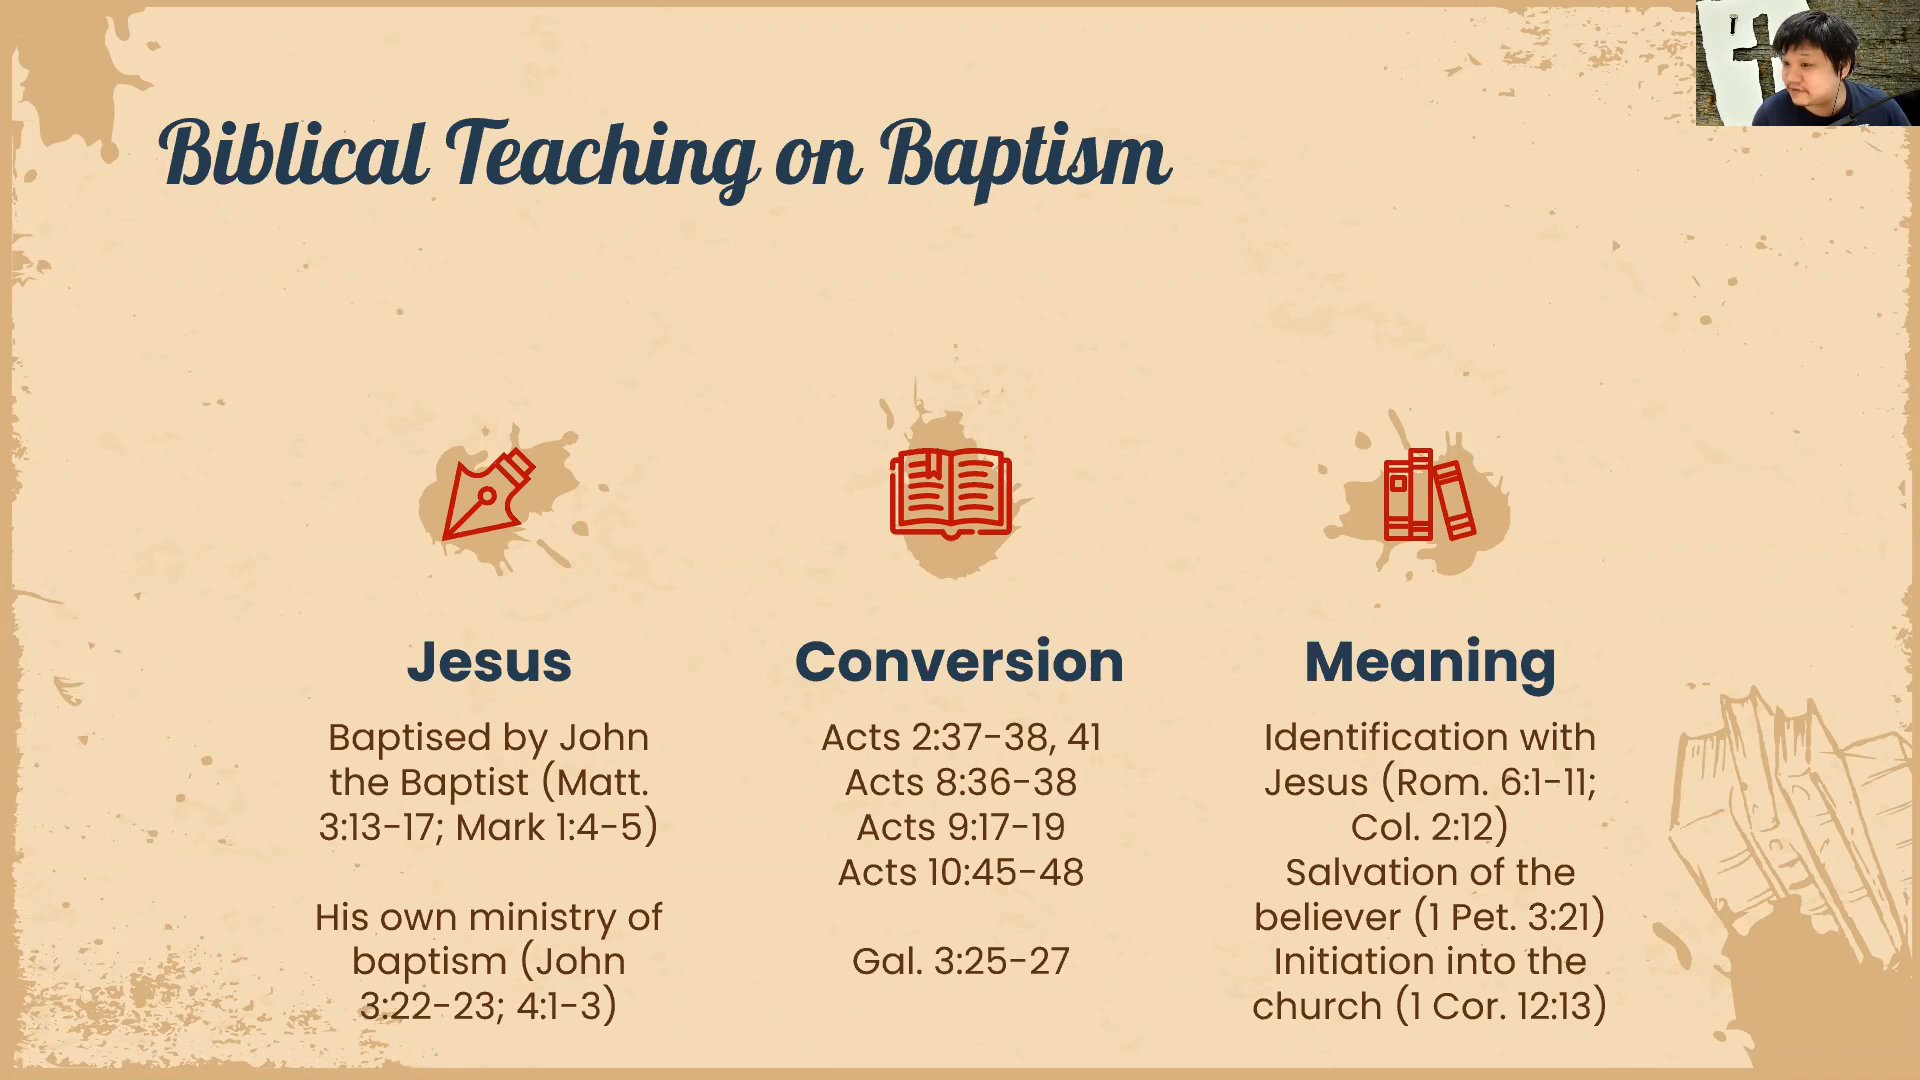 Biblical Teaching on Baptism
Jesus
Baptised by John
the Baptist (Matt.
3:13-17; Mark 1:4-5)
His own ministry of
baptism (John
3:22-23; 4:1-3)
Conversion
Acts 2:37-38, 41
Acts 8:36-38
Acts 9:17-19
Acts 10:45-48
Gal. 3:25-27
Meaning
Identification with
Jesus (Rom. 6:1-11;
Col. 2:12)
Salvation of the
believer (1 Pet. 3:21)
Initiation into the
church (1 Cor. 12:13)